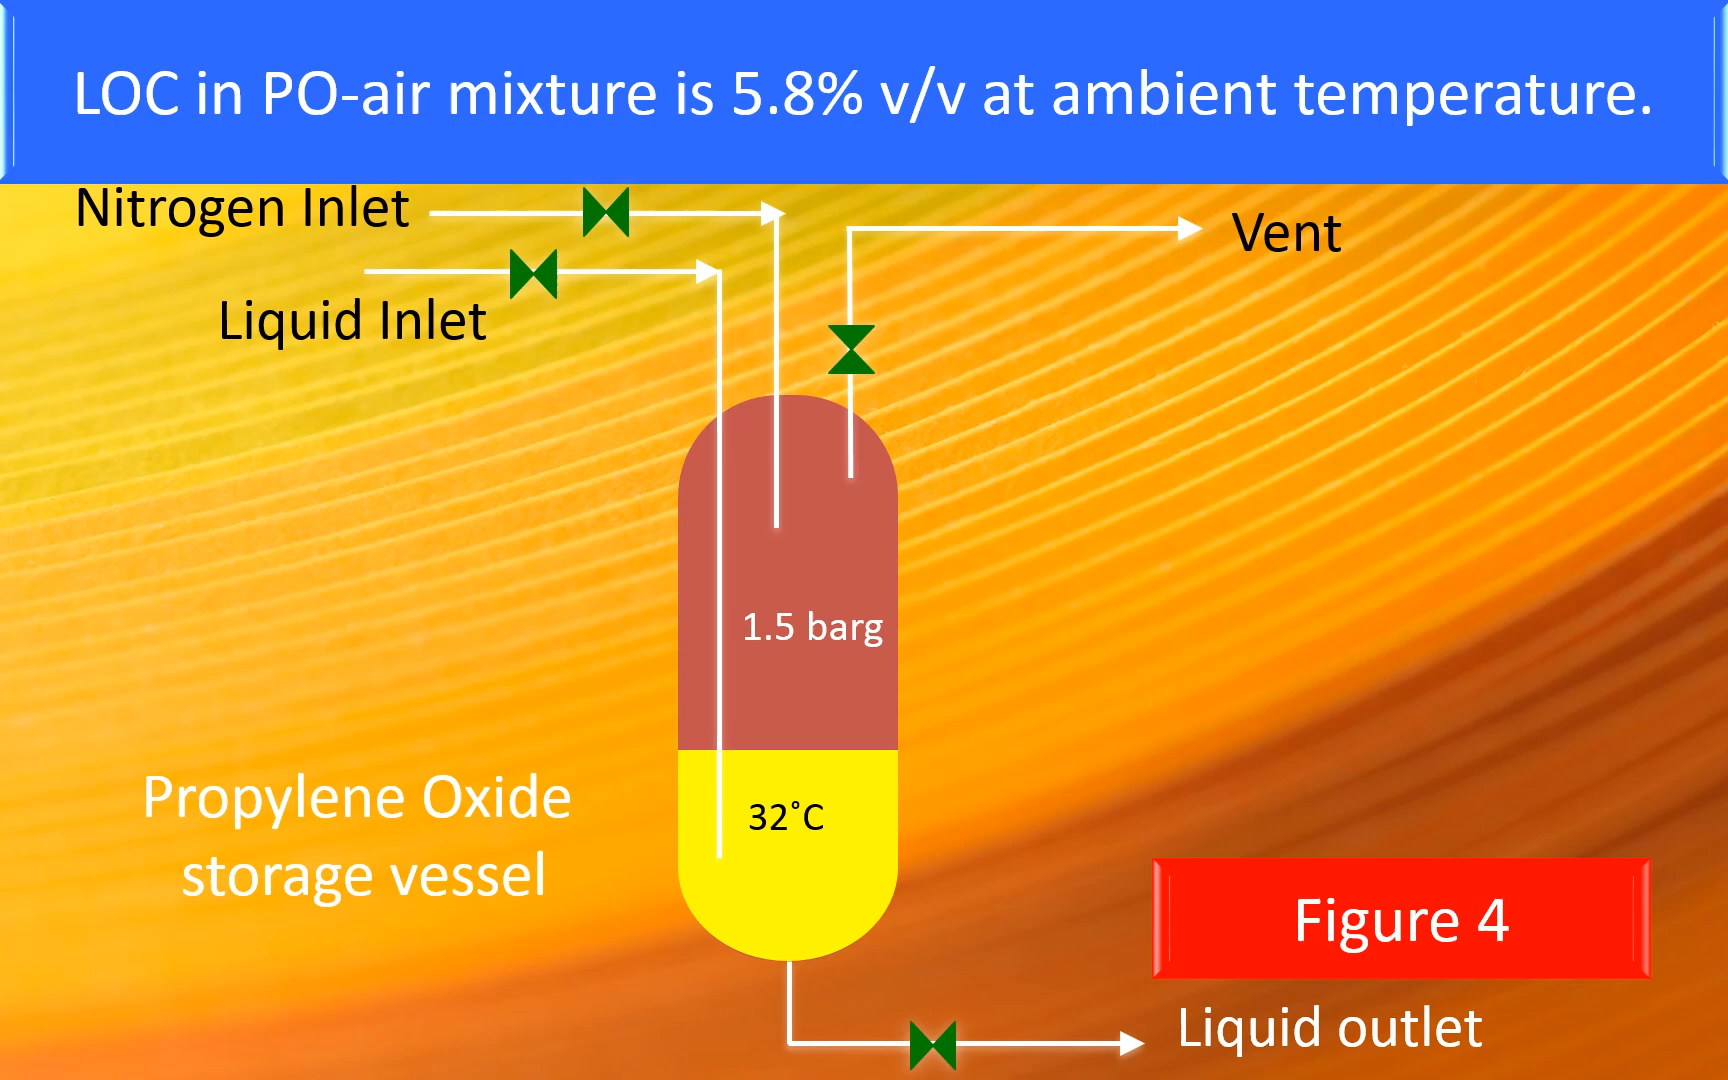 LOC in PO-air mixture is 5.8% v/v at ambient temperature.
Nitrogen Inlet
Vent
Liquid Inlet
1.5 barg
32°C
Propylene Oxide
storage vessel
Figure 4
Liquid outlet